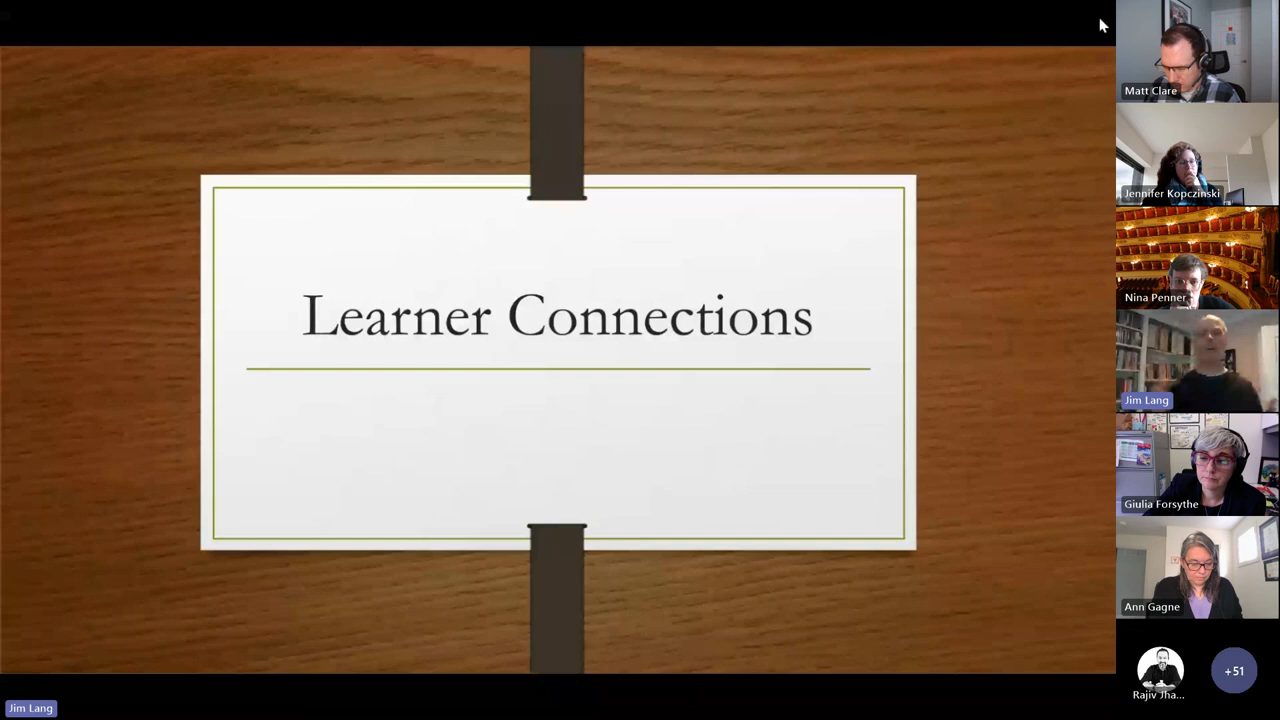 Learner Connections
Matt Clare
Jennifer Kopczinski
Nina Penner
Jim Lang
Giulia Forsythe
Ann Gagne
Rajiv Jha...
+51
Jim Lang